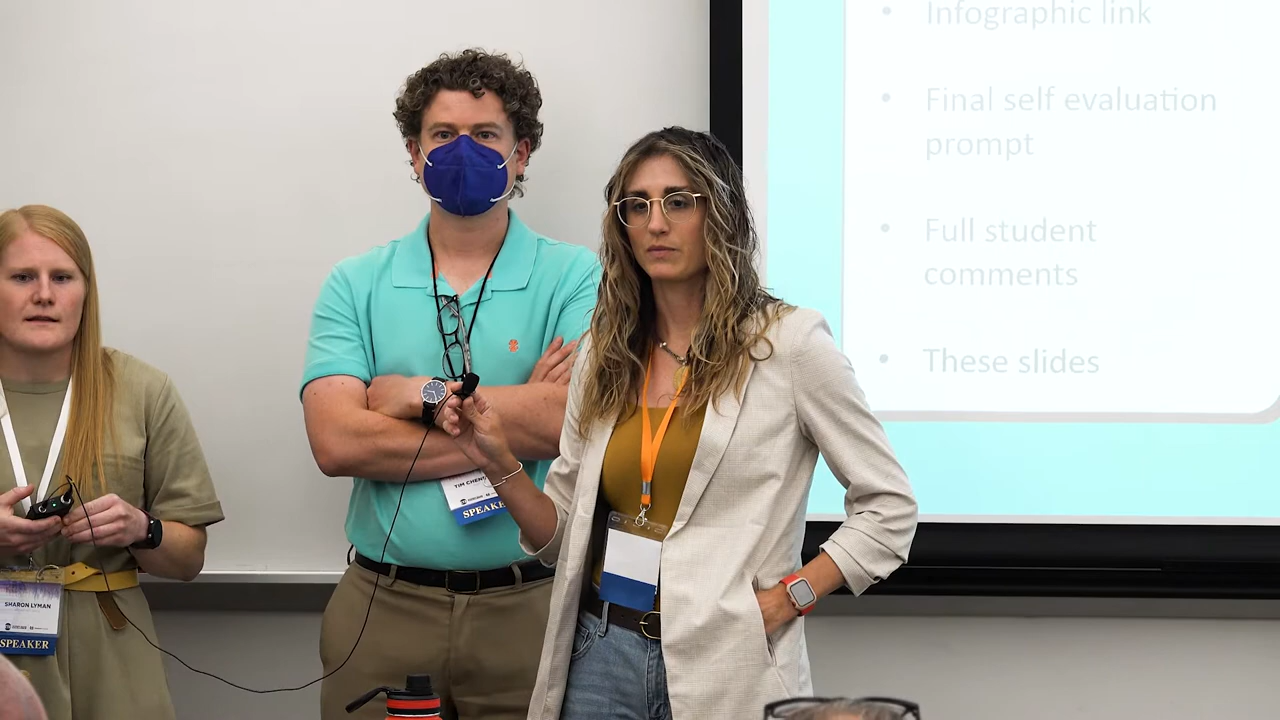 Infographic link
Final self evaluation
prompt
Full student
comments
These slides
SPEAKER
SHARON LYMAN
SPEAKER